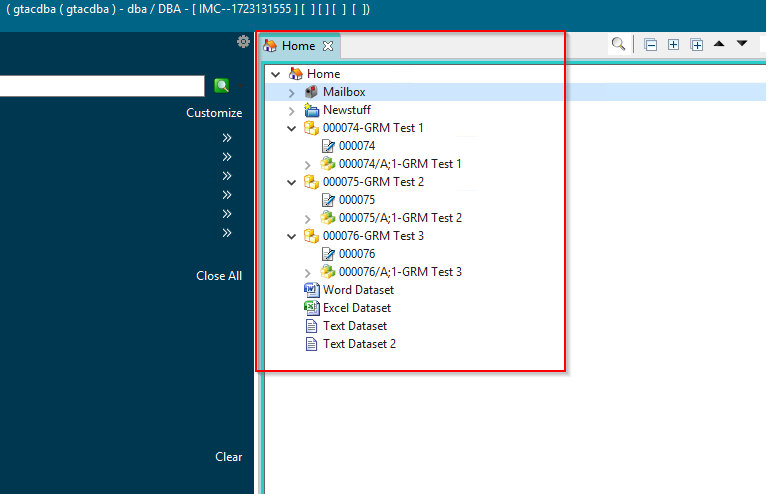 ( gtacdba ( gtacdba ) - dba / DBA - [ IMC--1723131555 ] [  ] [ ] [  ]  [  ])
Home
Home
Mailbox
Newstuff
Customize
000074-GRM Test 1
000074
000074/A;1-GRM Test 1
000075-GRM Test 2
000075
000075/A;1-GRM Test 2
000076-GRM Test 3
000076
Close All
000076/A;1-GRM Test 3
Word Dataset
Excel Dataset
Text Dataset
Text Dataset 2
Clear